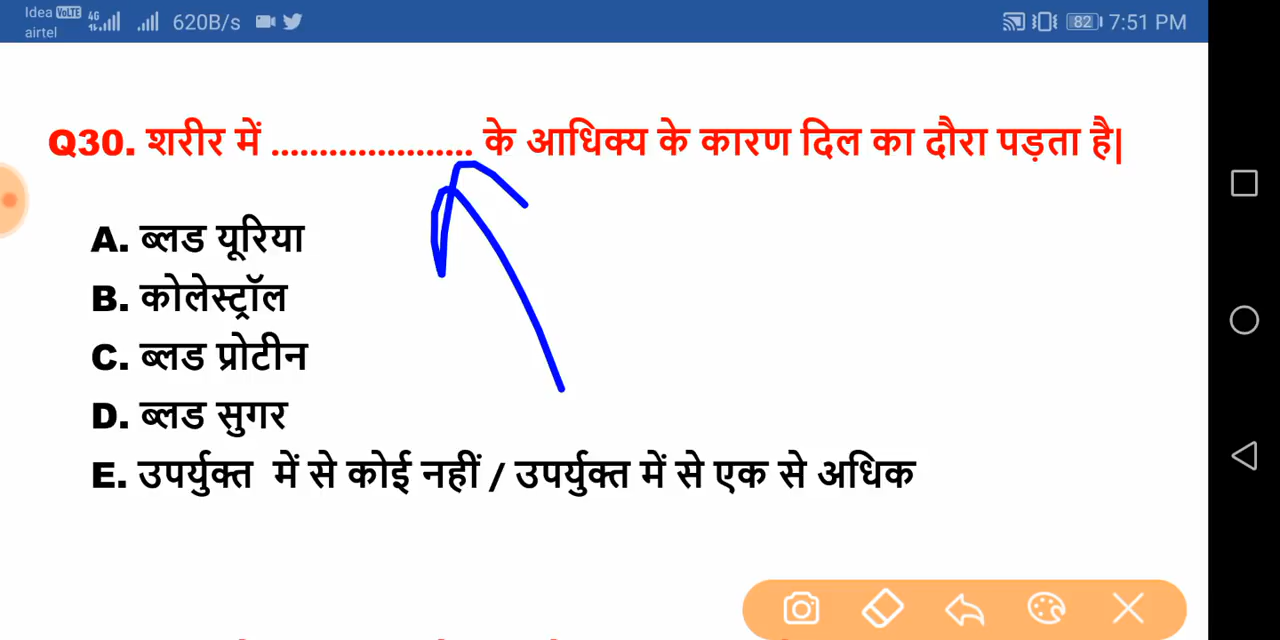 Idea VoLTE 4G 620B/s 82 7:51 PM
airtel
Q30. शरीर में ..................... के आधिक्य के कारण दिल का दौरा पड़ता है|
A. ब्लड यूरिया
B. कोलेस्ट्रॉल
C. ब्लड प्रोटीन
D. ब्लड सुगर
E. उपर्युक्त में से कोई नहीं / उपर्युक्त में से एक से अधिक